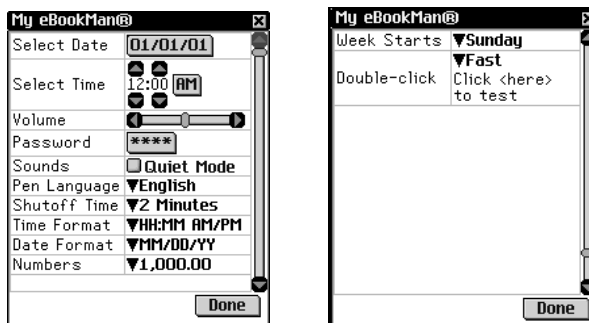 My eBookMan®
Select Date 01/01/01
Select Time 12:00 AM
Volume
Password ****
Sounds Quiet Mode
Pen Language ▼English
Shutoff Time ▼2 Minutes
Time Format ▼HH:MM AM/PM
Date Format ▼MM/DD/YY
Numbers ▼1,000.00
Done
My eBookMan®
Week Starts ▼Sunday
▼Fast
Double-click Click <here>
to test
Done